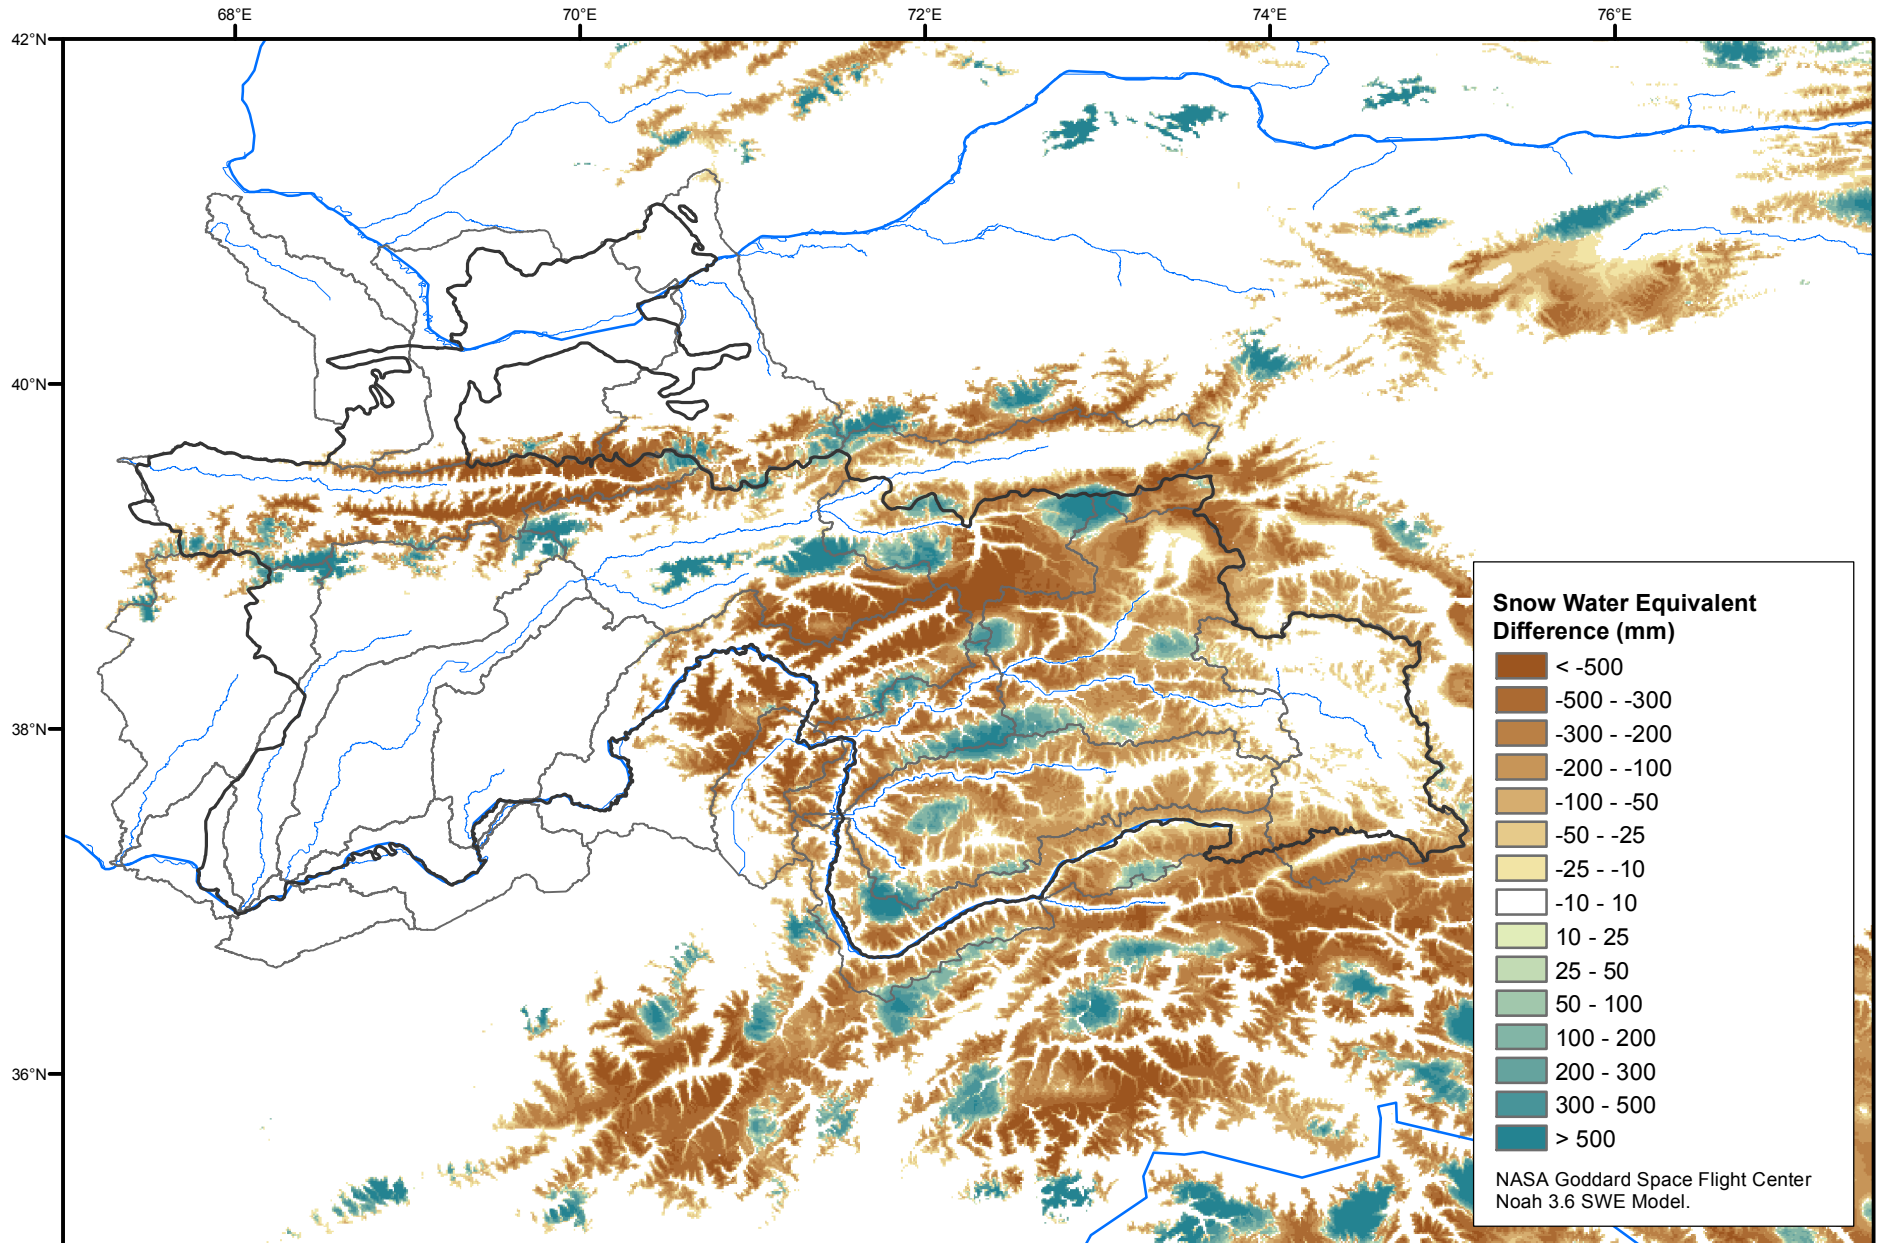 68°E
70°E
72°E
74°E
76°E
42°N
40°N
38°N
36°N
Snow Water Equivalent
Difference (mm)
< -500
-500 - -300
-300 - -200
-200 - -100
-100 - -50
-50 - -25
-25 - -10
-10 - 10
10 - 25
25 - 50
50 - 100
100 - 200
200 - 300
300 - 500
> 500
NASA Goddard Space Flight Center
Noah 3.6 SWE Model.